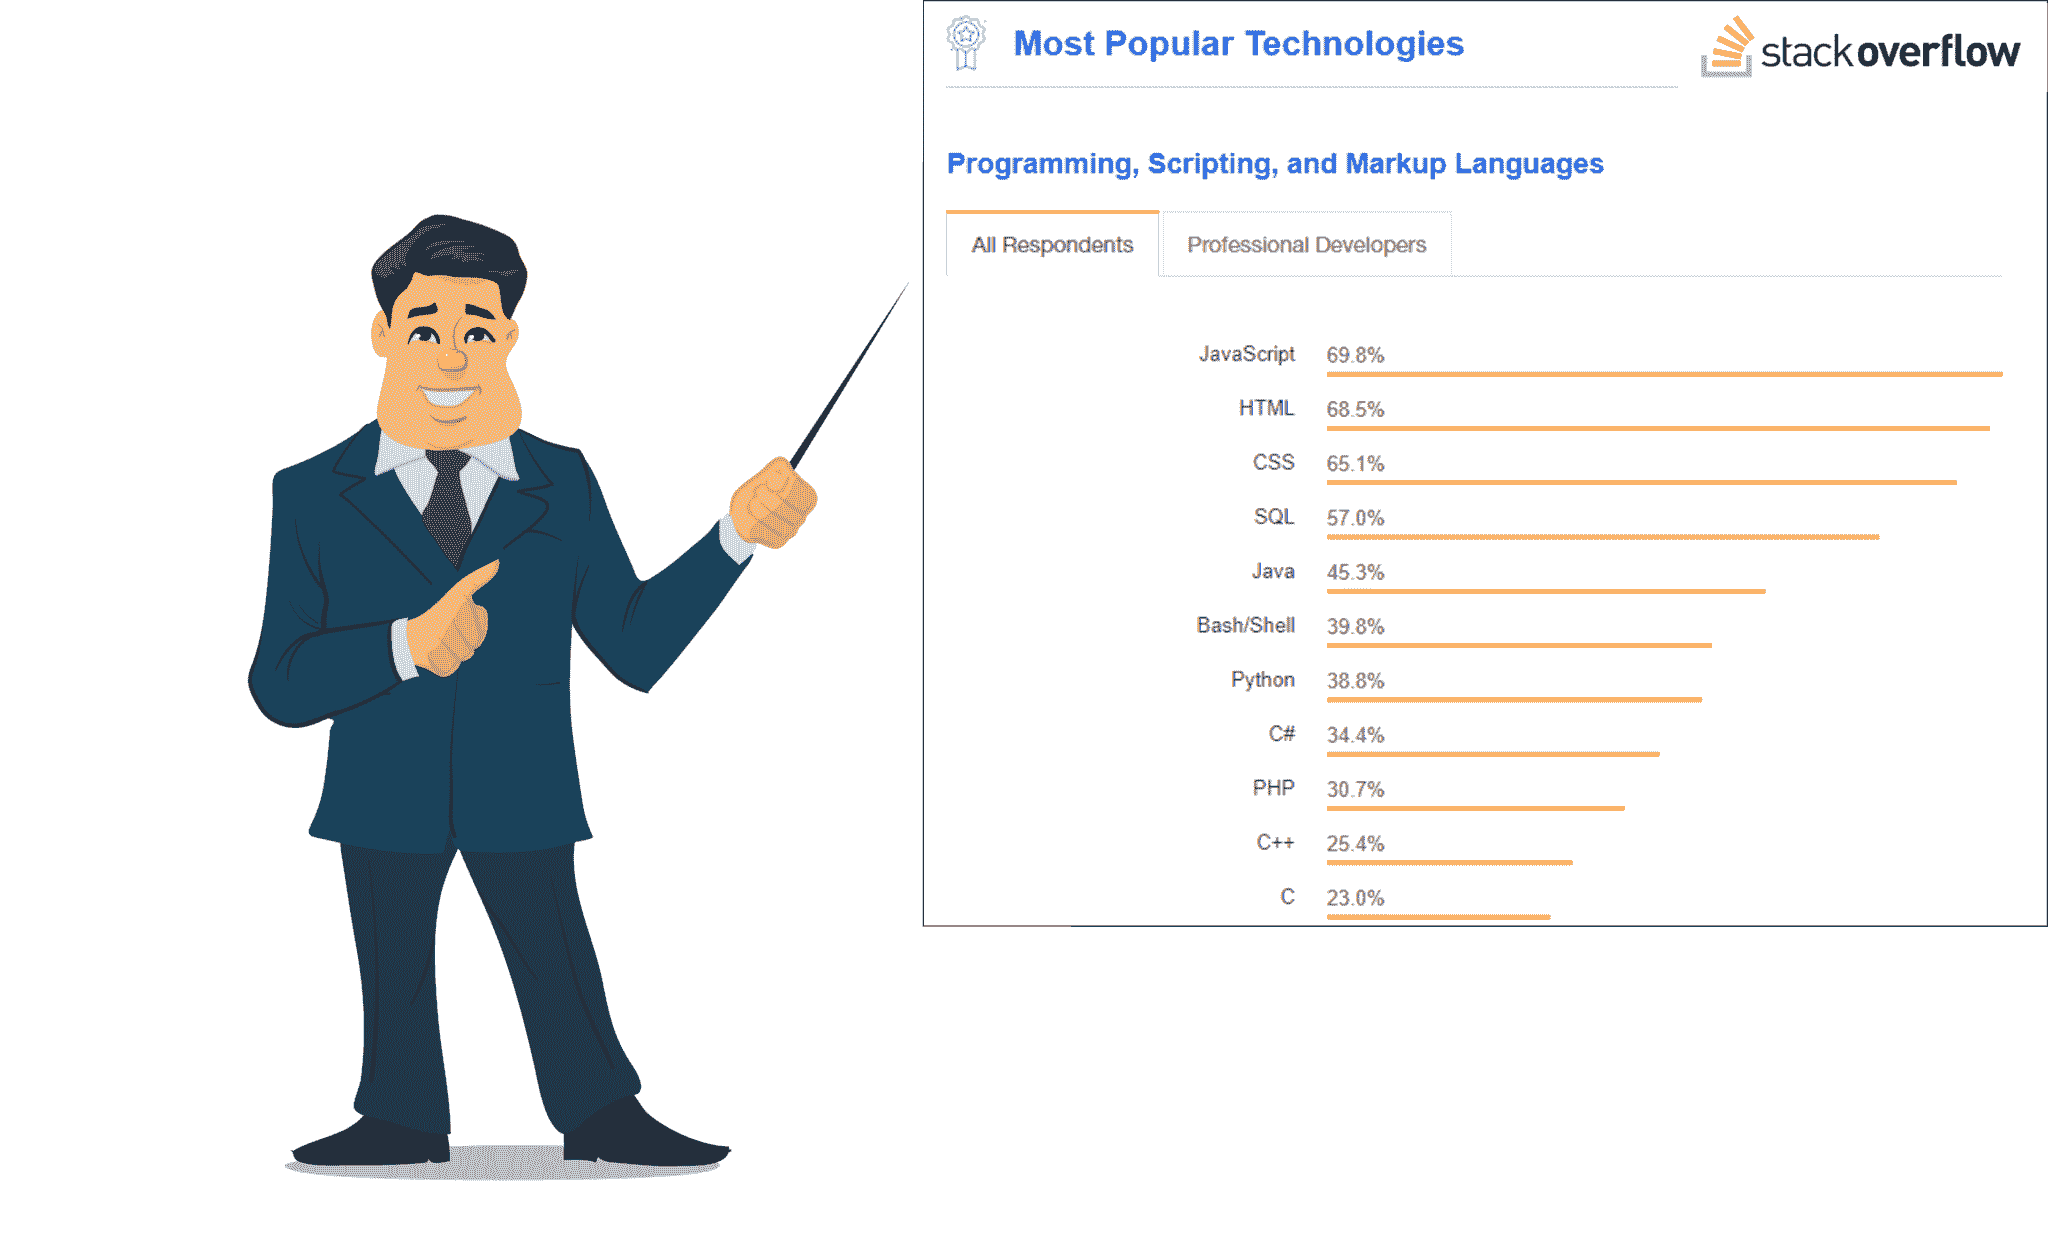 Most Popular Technologies
stackoverflow
Programming, Scripting, and Markup Languages
All Respondents Professional Developers
JavaScript 69.8%
HTML 68.5%
CSS 65.1%
SQL 57.0%
Java 45.3%
Bash/Shell 39.8%
Python 38.8%
C# 34.4%
PHP 30.7%
C++ 25.4%
C 23.0%